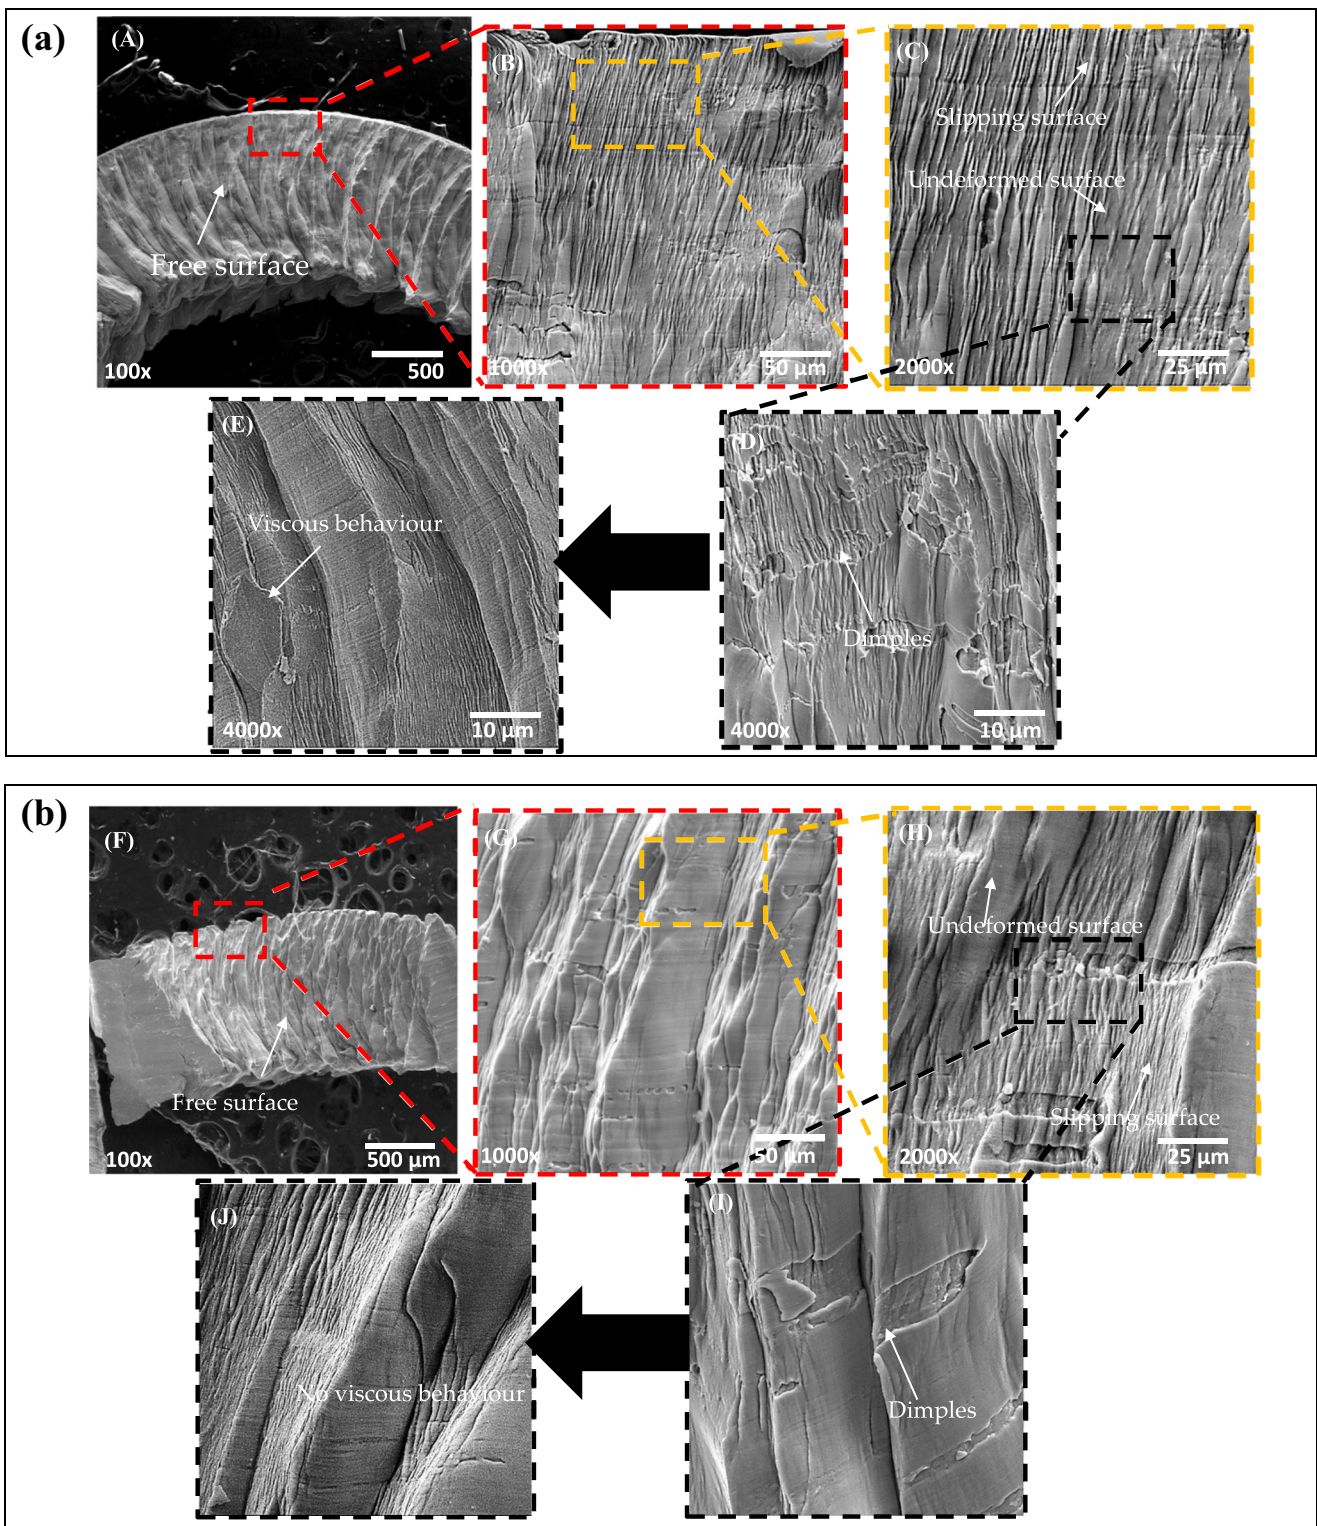 (a)
(A)
Free surface
100x
500
(B)
1000x
50 μm
(C)
Slipping surface
Undeformed surface
2000x
25 μm
(E)
Viscous behaviour
4000x
10 μm
(D)
Dimples
4000x
10 μm
(b)
(F)
Free surface
100x
500 μm
(G)
1000x
50 μm
(H)
Undeformed surface
Slipping surface
2000x
25 μm
(J)
No viscous behaviour
(I)
Dimples